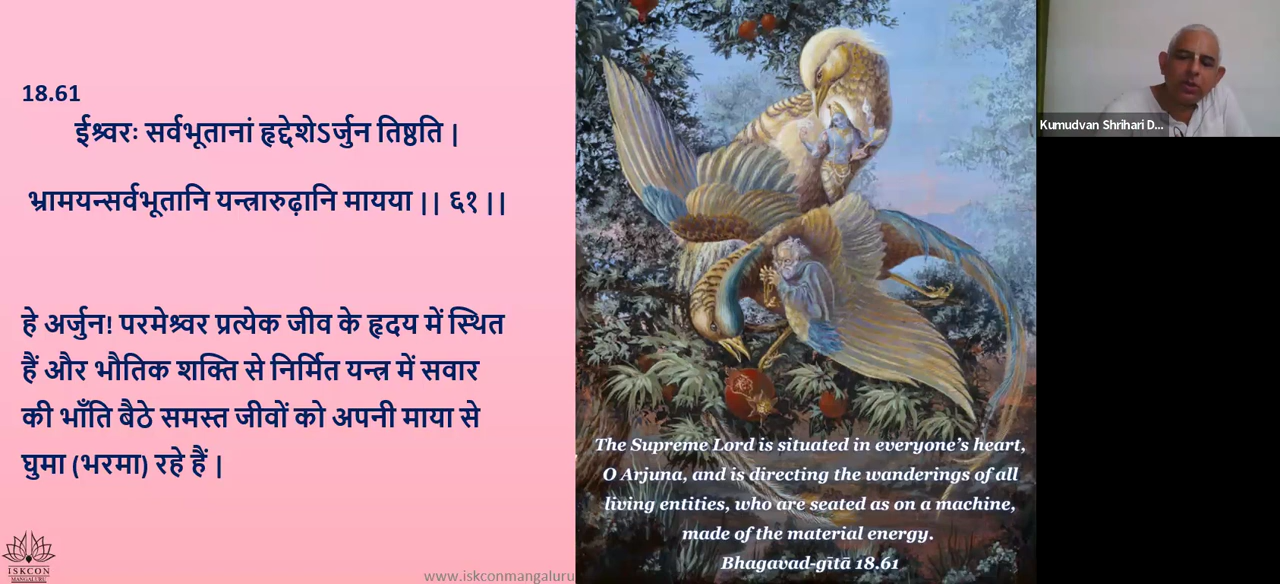 18.61
ईश्र्वरः सर्वभूतानां हृद्देशेऽर्जुन तिष्ठति |
भ्रामयन्सर्वभूतानि यन्त्रारुढ़ानि मायया || ६१ ||
हे अर्जुन! परमेश्र्वर प्रत्येक जीव के हृदय में स्थित
हैं और भौतिक शक्ति से निर्मित यन्त्र में सवार
की भाँति बैठे समस्त जीवों को अपनी माया से
घुमा (भरमा) रहे हैं |
ISKCON
MANGALURU
www.iskconmangaluru
The Supreme Lord is situated in everyone’s heart,
O Arjuna, and is directing the wanderings of all
living entities, who are seated as on a machine,
made of the material energy.
Bhagavad-gītā 18.61
Kumudvan Shrihari D...